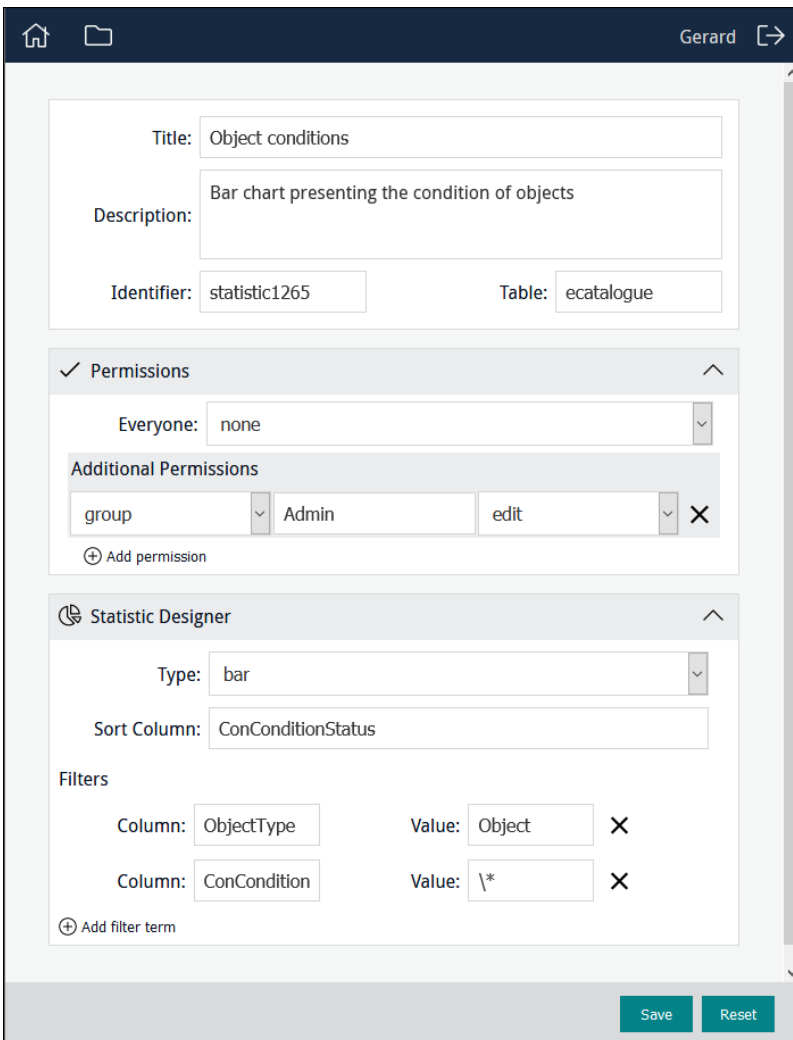 Gerard
Title: Object conditions
Description: Bar chart presenting the condition of objects
Identifier: statistic1265 Table: ecatalogue
Permissions
Everyone: none
Additional Permissions
group Admin edit
Add permission
Statistic Designer
Type: bar
Sort Column: ConConditionStatus
Filters
Column: ObjectType Value: Object
Column: ConCondition Value: \*
Add filter term
Save Reset